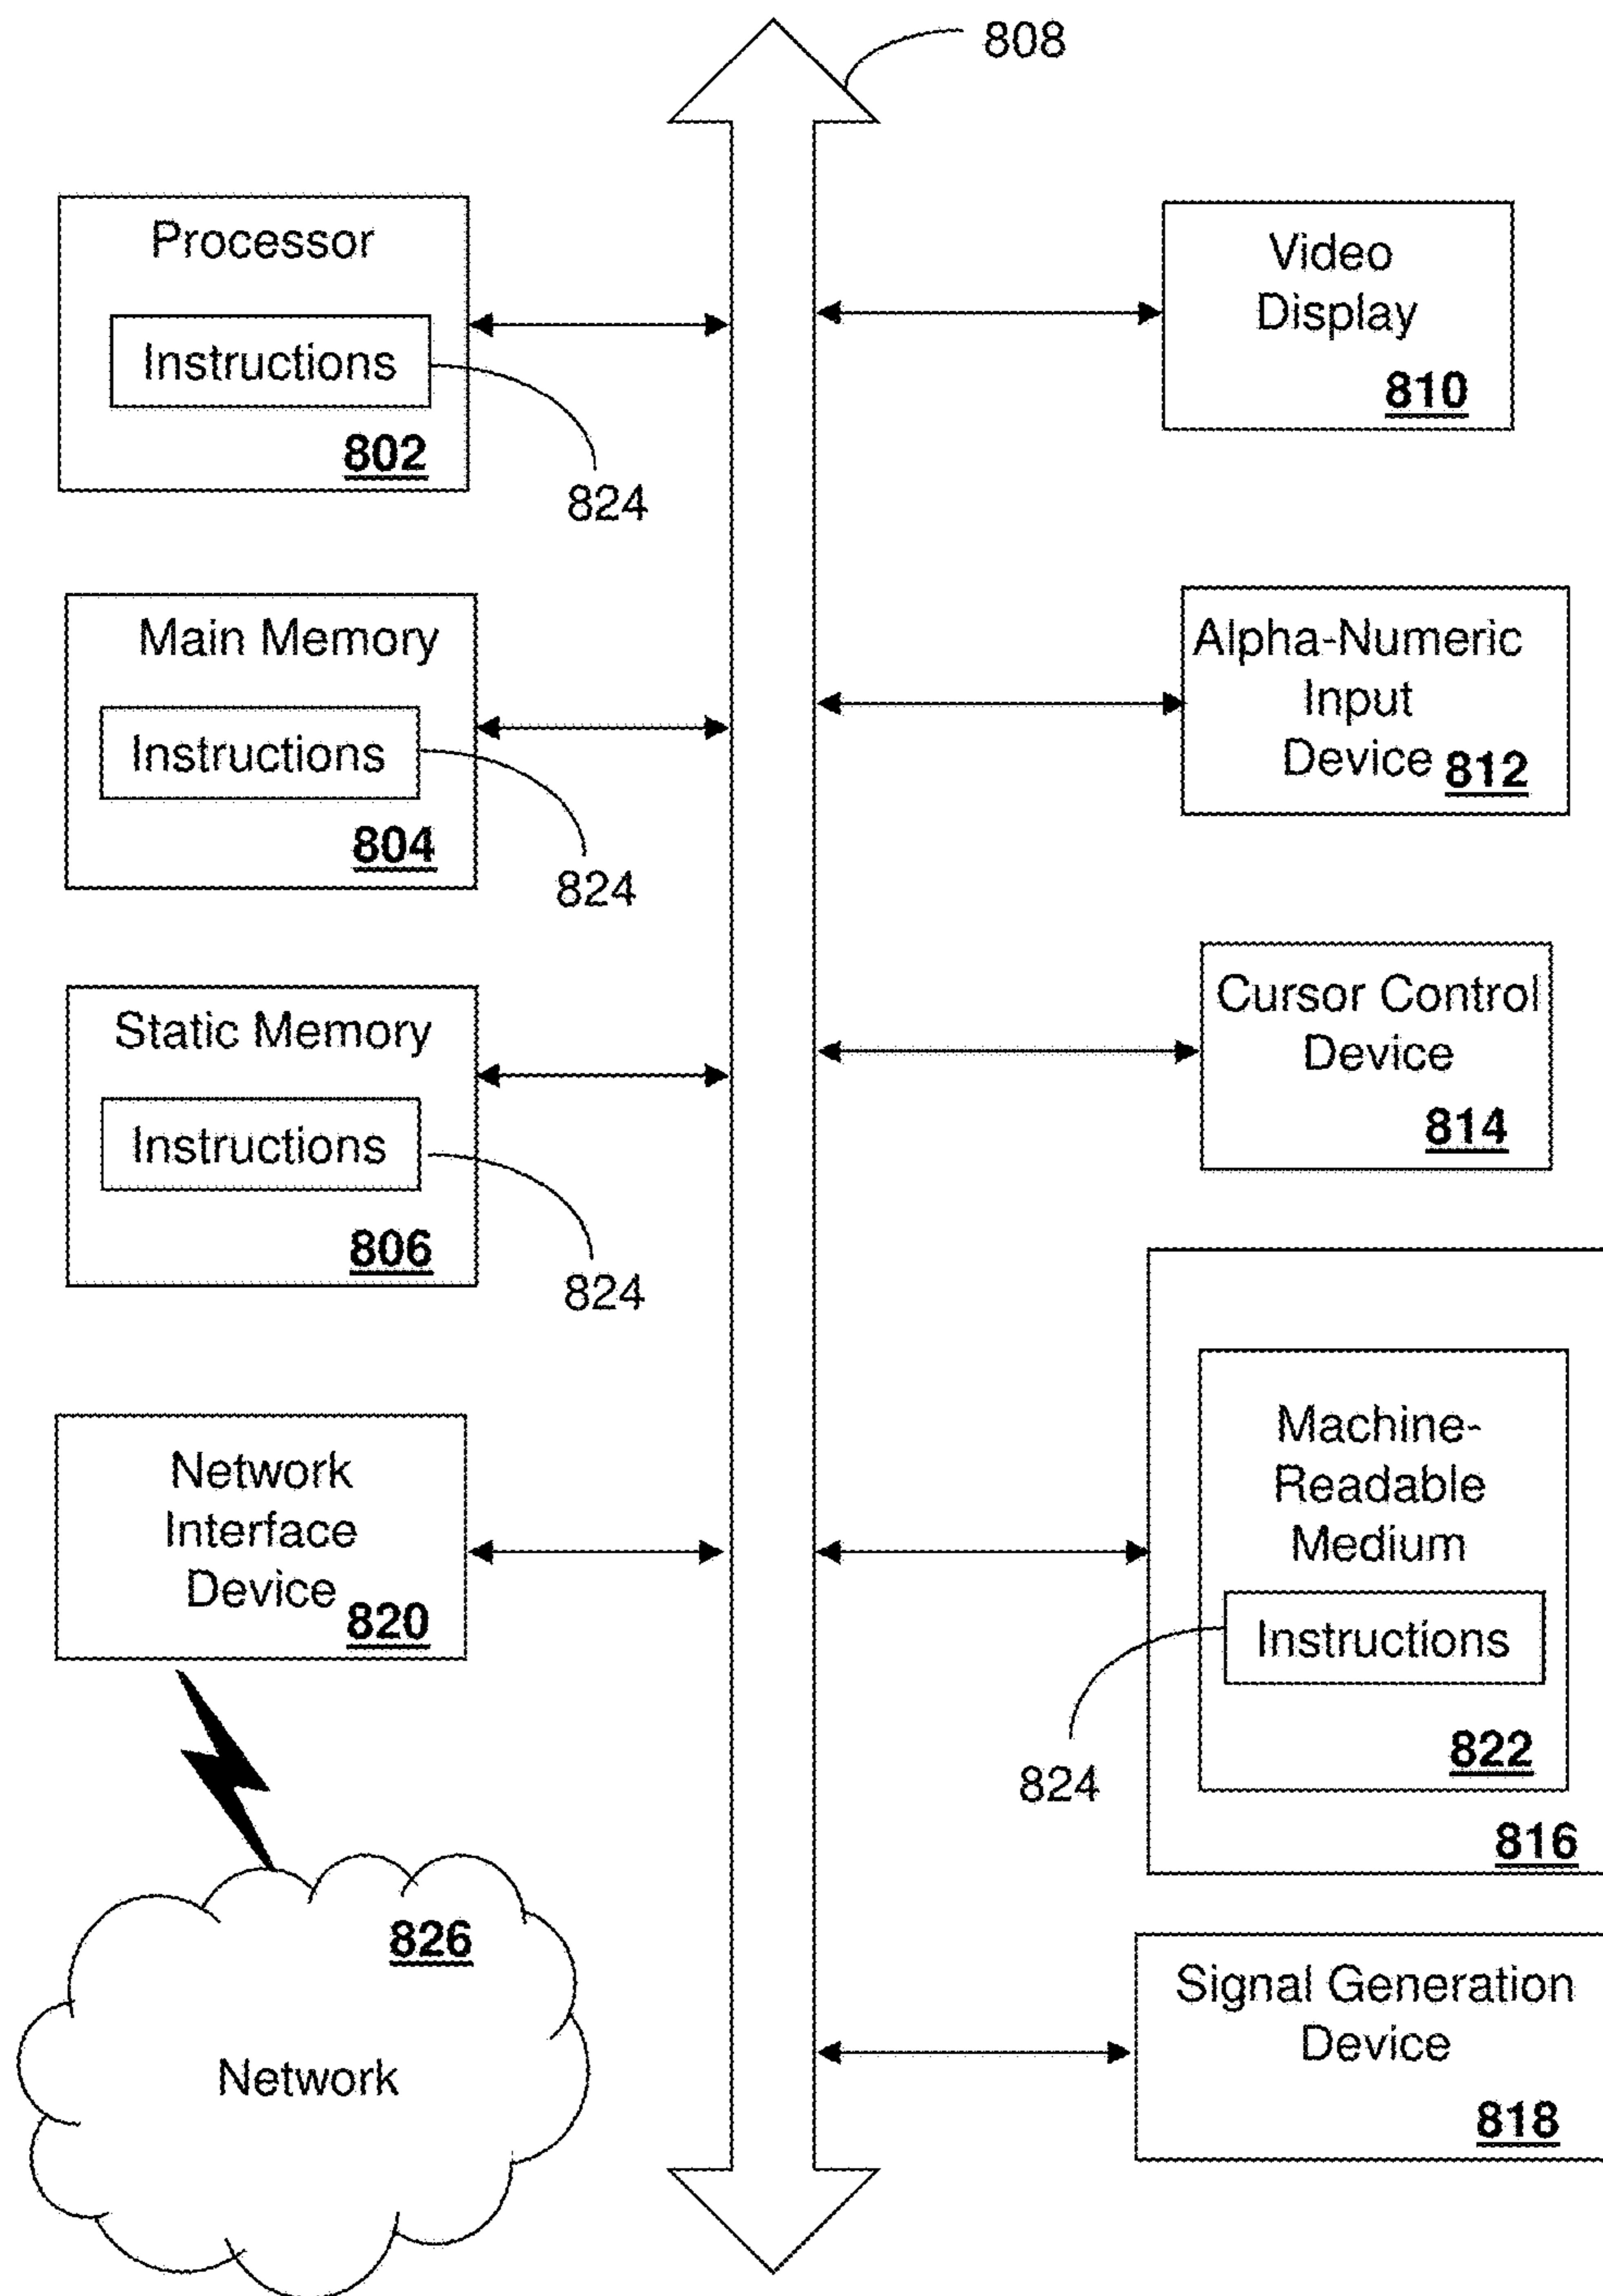 808
Processor
Instructions
802
824
Main Memory
Instructions
804
824
Static Memory
Instructions
806
824
Network
Interface
Device
820
826
Network
Video
Display
810
Alpha-Numeric
Input
Device 812
Cursor Control
Device
814
Machine-
Readable
Medium
Instructions
824
822
816
Signal Generation
Device
818